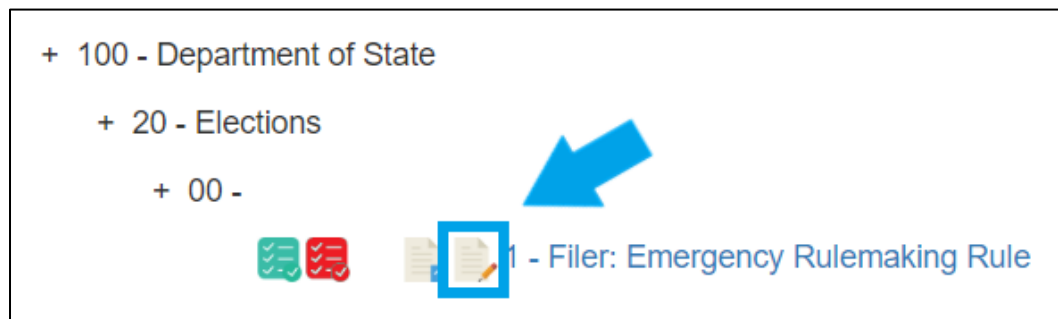 + 100 - Department of State
+ 20 - Elections
+ 00 -
1 - Filer: Emergency Rulemaking Rule